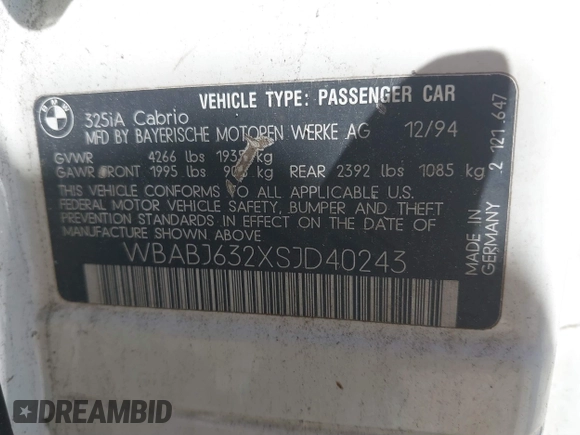 BMW
VEHICLE TYPE: PASSENGER CAR
325iA Cabrio
MFD BY BAYERISCHE MOTOREN WERKE AG 12/94
GVWR 4266 lbs kg
GAWR FRONT 1995 lbs kg REAR 2392 lbs 1085 kg
THIS VEHICLE CONFORMS TO ALL APPLICABLE U.S.
FEDERAL MOTOR VEHICLE SAFETY, BUMPER AND THEFT
PREVENTION STANDARDS IN EFFECT ON THE DATE OF
MANUFACTURE SHOWN ABOVE.
WBABJ632XSJD40243
MADE IN
GERMANY
2 121.647
DREAMBID